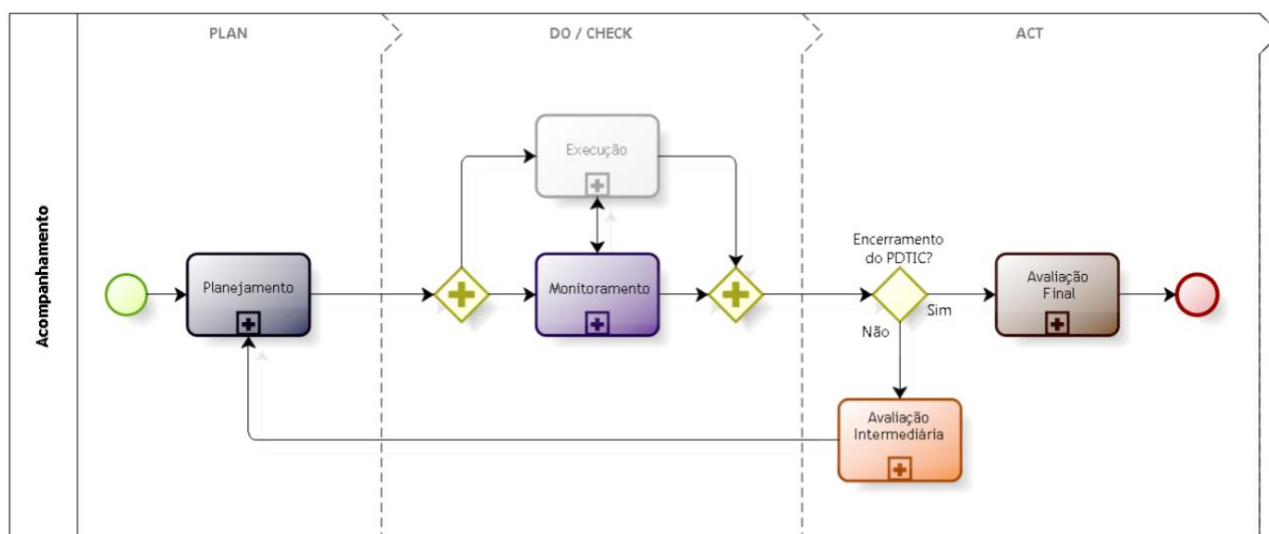 PLAN
DO / CHECK
ACT
Acompanhamento
Execução
Planejamento
Monitoramento
Encerramento
do PDTIC?
Sim
Não
Avaliação
Final
Avaliação
Intermediária